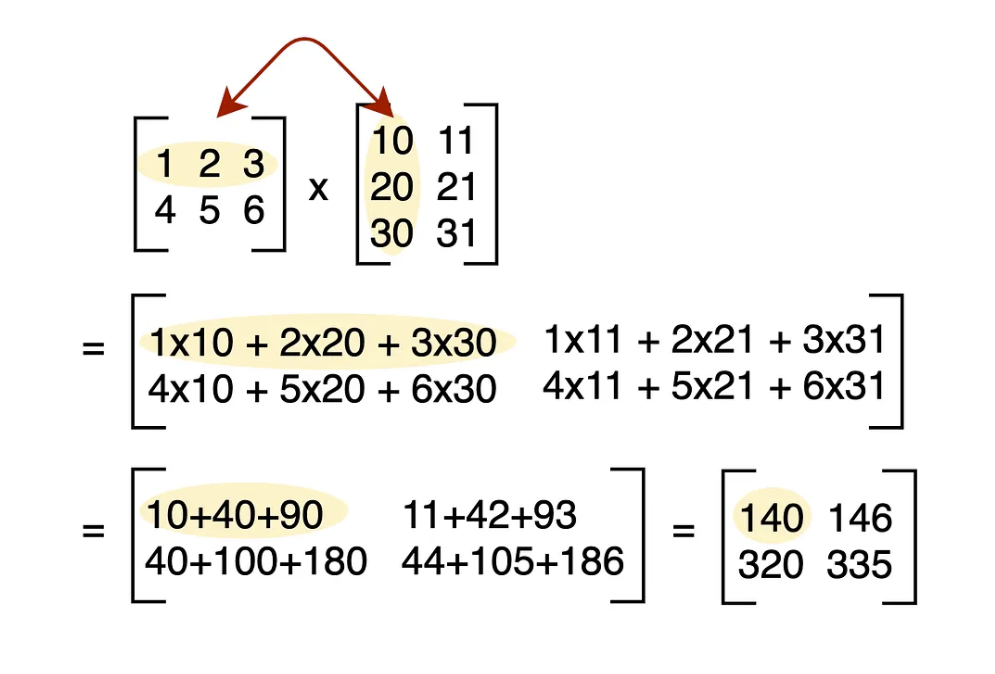 1 2 3 x 10 11
4 5 6 20 21
30 31
= 1x10 + 2x20 + 3x30 1x11 + 2x21 + 3x31
4x10 + 5x20 + 6x30 4x11 + 5x21 + 6x31
= 10+40+90 11+42+93 = 140 146
40+100+180 44+105+186 320 335